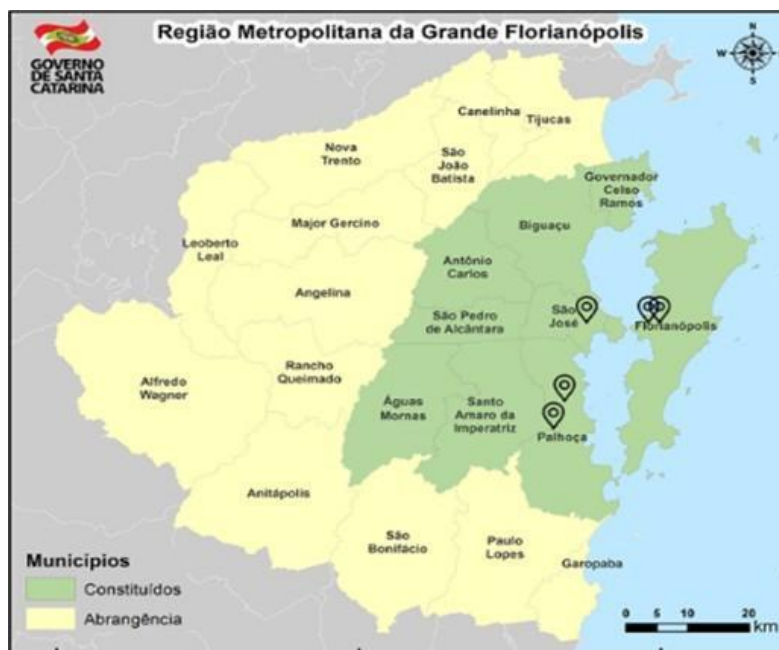 Região Metropolitana da Grande Florianópolis
GOVERNO
DE SANTA
CATARINA
N
W
E
S
Canelinha
Tijucas
Nova
Trento
São
João
Batista
Governador
Celso
Ramos
Major Gercino
Biguaçu
Leoberto
Leal
Antônio
Carlos
Angelina
São Pedro
de Alcântara
São
José
Florianópolis
Rancho
Queimado
Alfredo
Wagner
Águas
Mornas
Santo
Amaro da
Imperatriz
Palhoça
Anitápolis
São
Bonifácio
Paulo
Lopes
Garopaba
Municípios
Constituídos
Abrangência
0 5 10 20
km